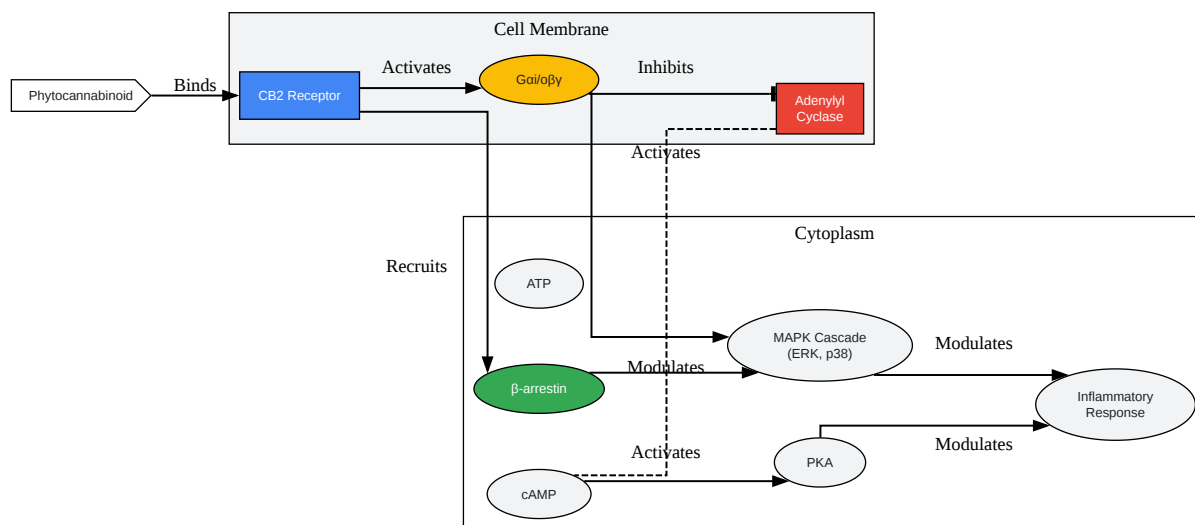 Cell Membrane
Phytocannabinoid
Binds
CB2 Receptor
Activates
Gαi/oβγ
Inhibits
Adenylyl
Cyclase
Activates
Cytoplasm
Recruits
ATP
MAPK Cascade
(ERK, p38)
Modulates
Modulates
β-arrestin
Inflammatory
Response
Activates
Modulates
PKA
cAMP